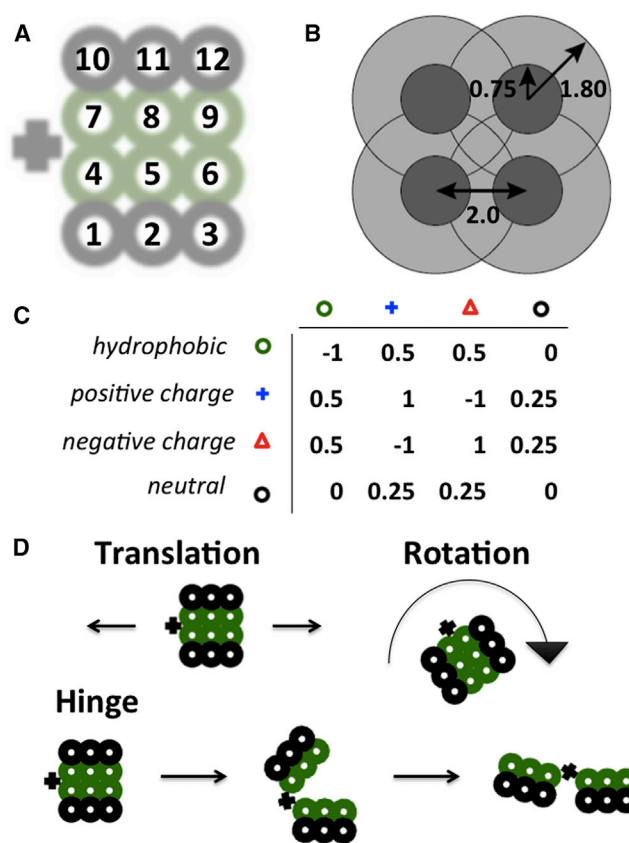 A
10 11 12
7 8 9
4 5 6
1 2 3
B
0.75 1.80
2.0
C
hydrophobic -1 0.5 0.5 0
positive charge 0.5 1 -1 0.25
negative charge 0.5 -1 1 0.25
neutral 0 0.25 0.25 0
D
Translation Rotation
Hinge